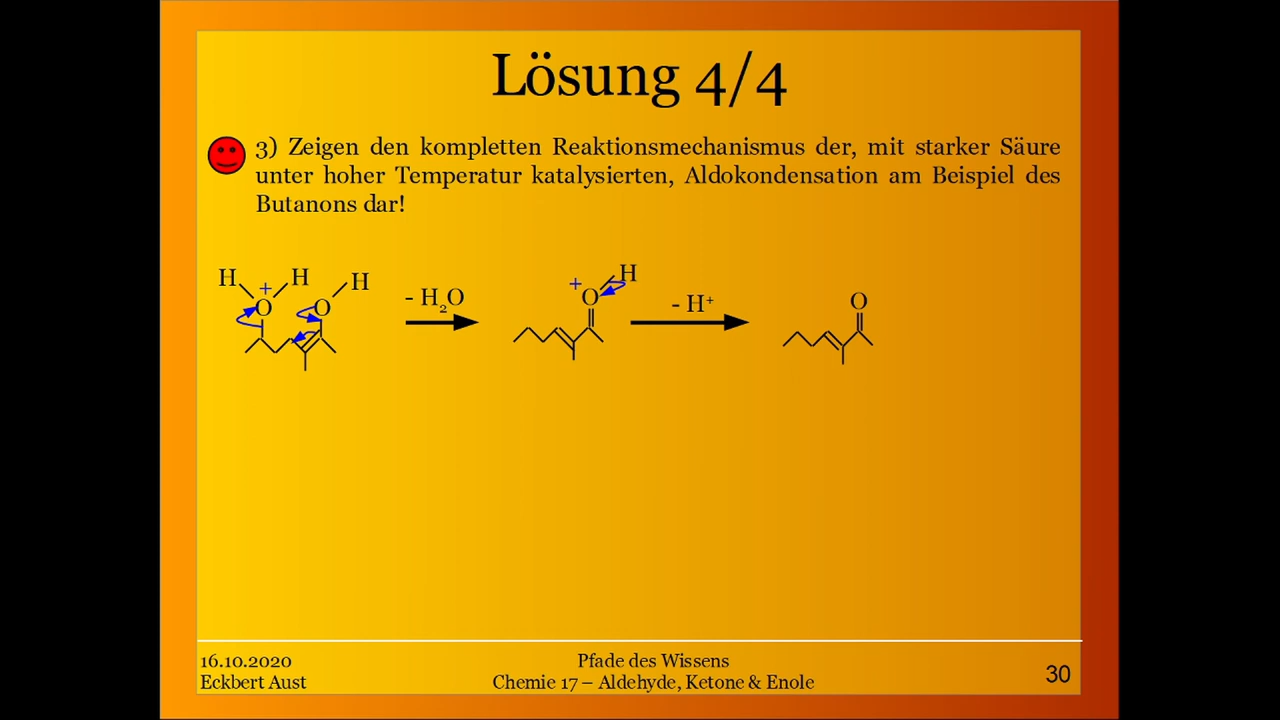 Lösung 4/4
3) Zeigen den kompletten Reaktionsmechanismus der, mit starker Säure
unter hoher Temperatur katalysierten, Aldokondensation am Beispiel des
Butanons dar!
H + H H
O O
- H₂O
+ H
O
- H⁺
O
16.10.2020
Eckbert Aust
Pfade des Wissens
Chemie 17 – Aldehyde, Ketone & Enole
30